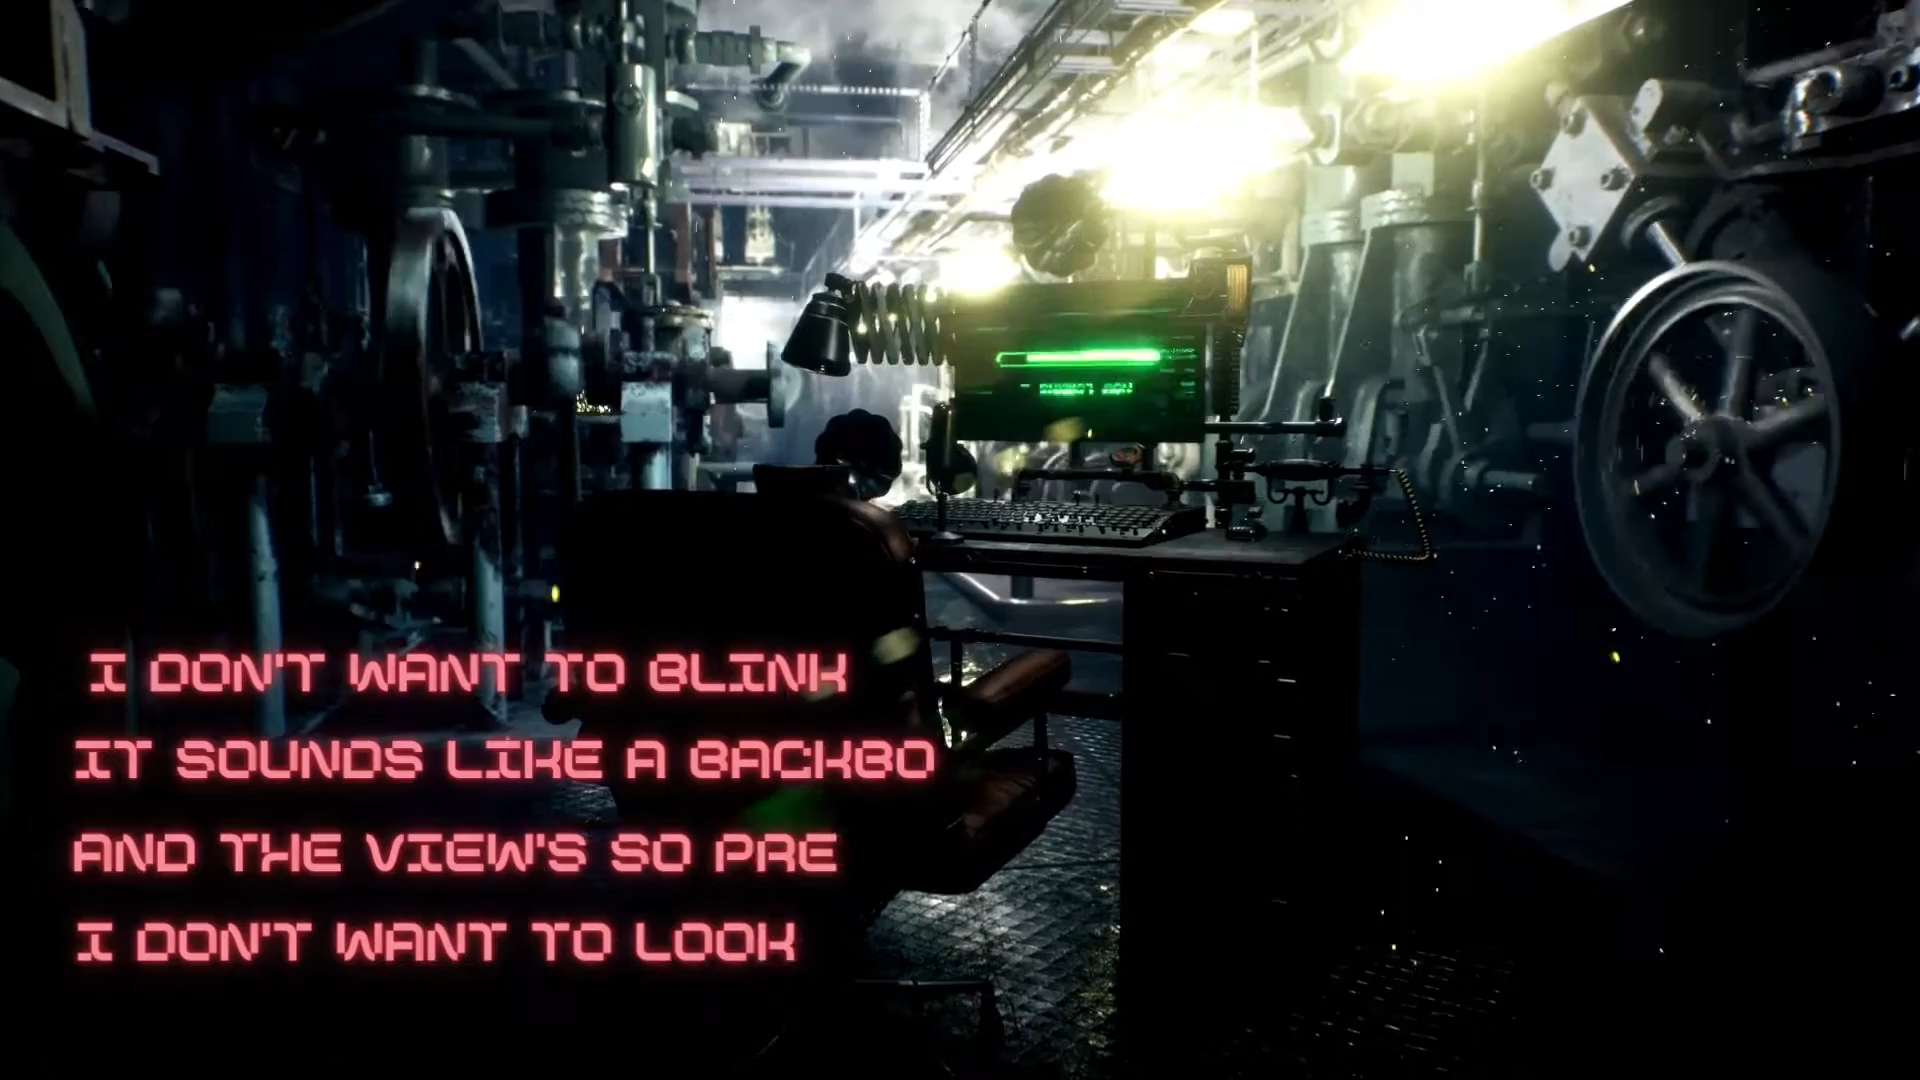 I DON'T WANT TO BLINK
IT SOUNDS LIKE A BACKBO
AND THE VIEW'S SO PRE
I DON'T WANT TO LOOK